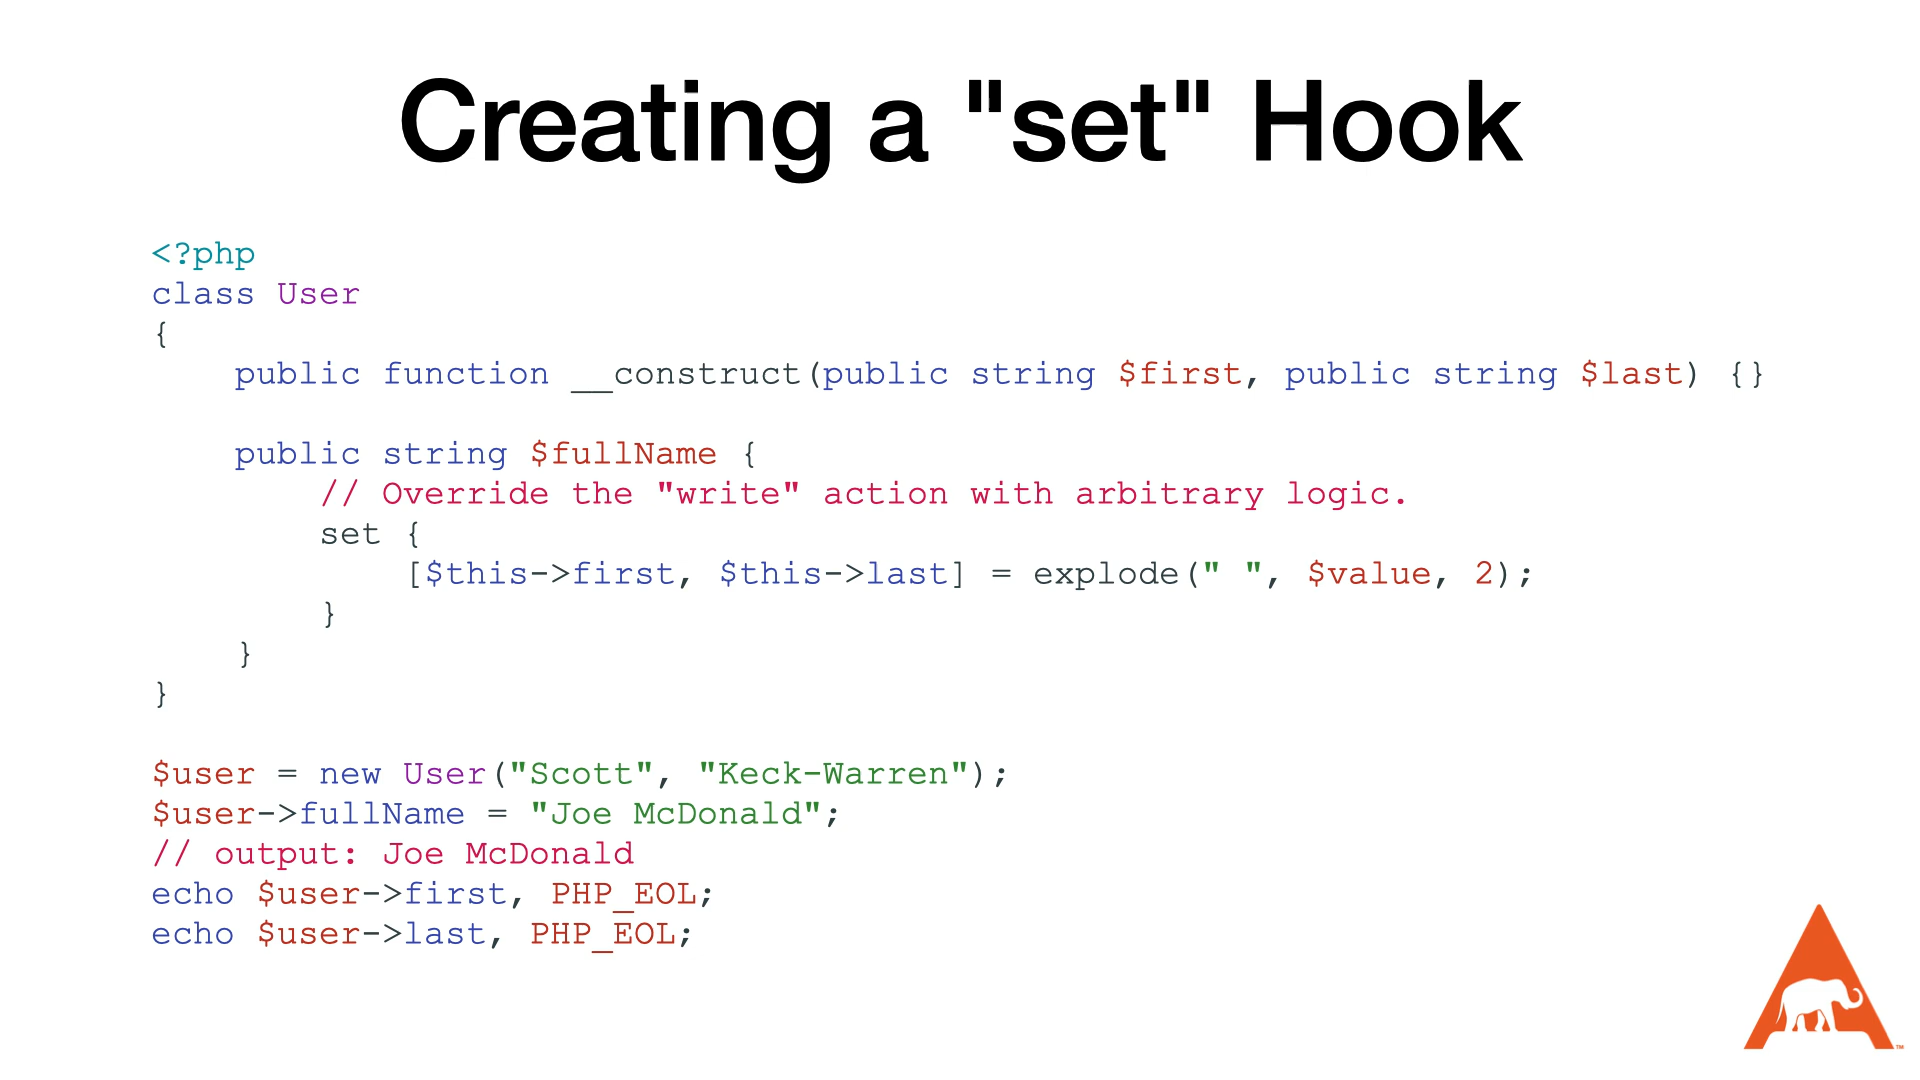 Creating a "set" Hook
<?php
class User
{
    public function __construct(public string $first, public string $last) {}
    public string $fullName {
        // Override the "write" action with arbitrary logic.
        set {
            [$this->first, $this->last] = explode(" ", $value, 2);
        }
    }
}
$user = new User("Scott", "Keck-Warren");
$user->fullName = "Joe McDonald";
// output: Joe McDonald
echo $user->first, PHP_EOL;
echo $user->last, PHP_EOL;
TM